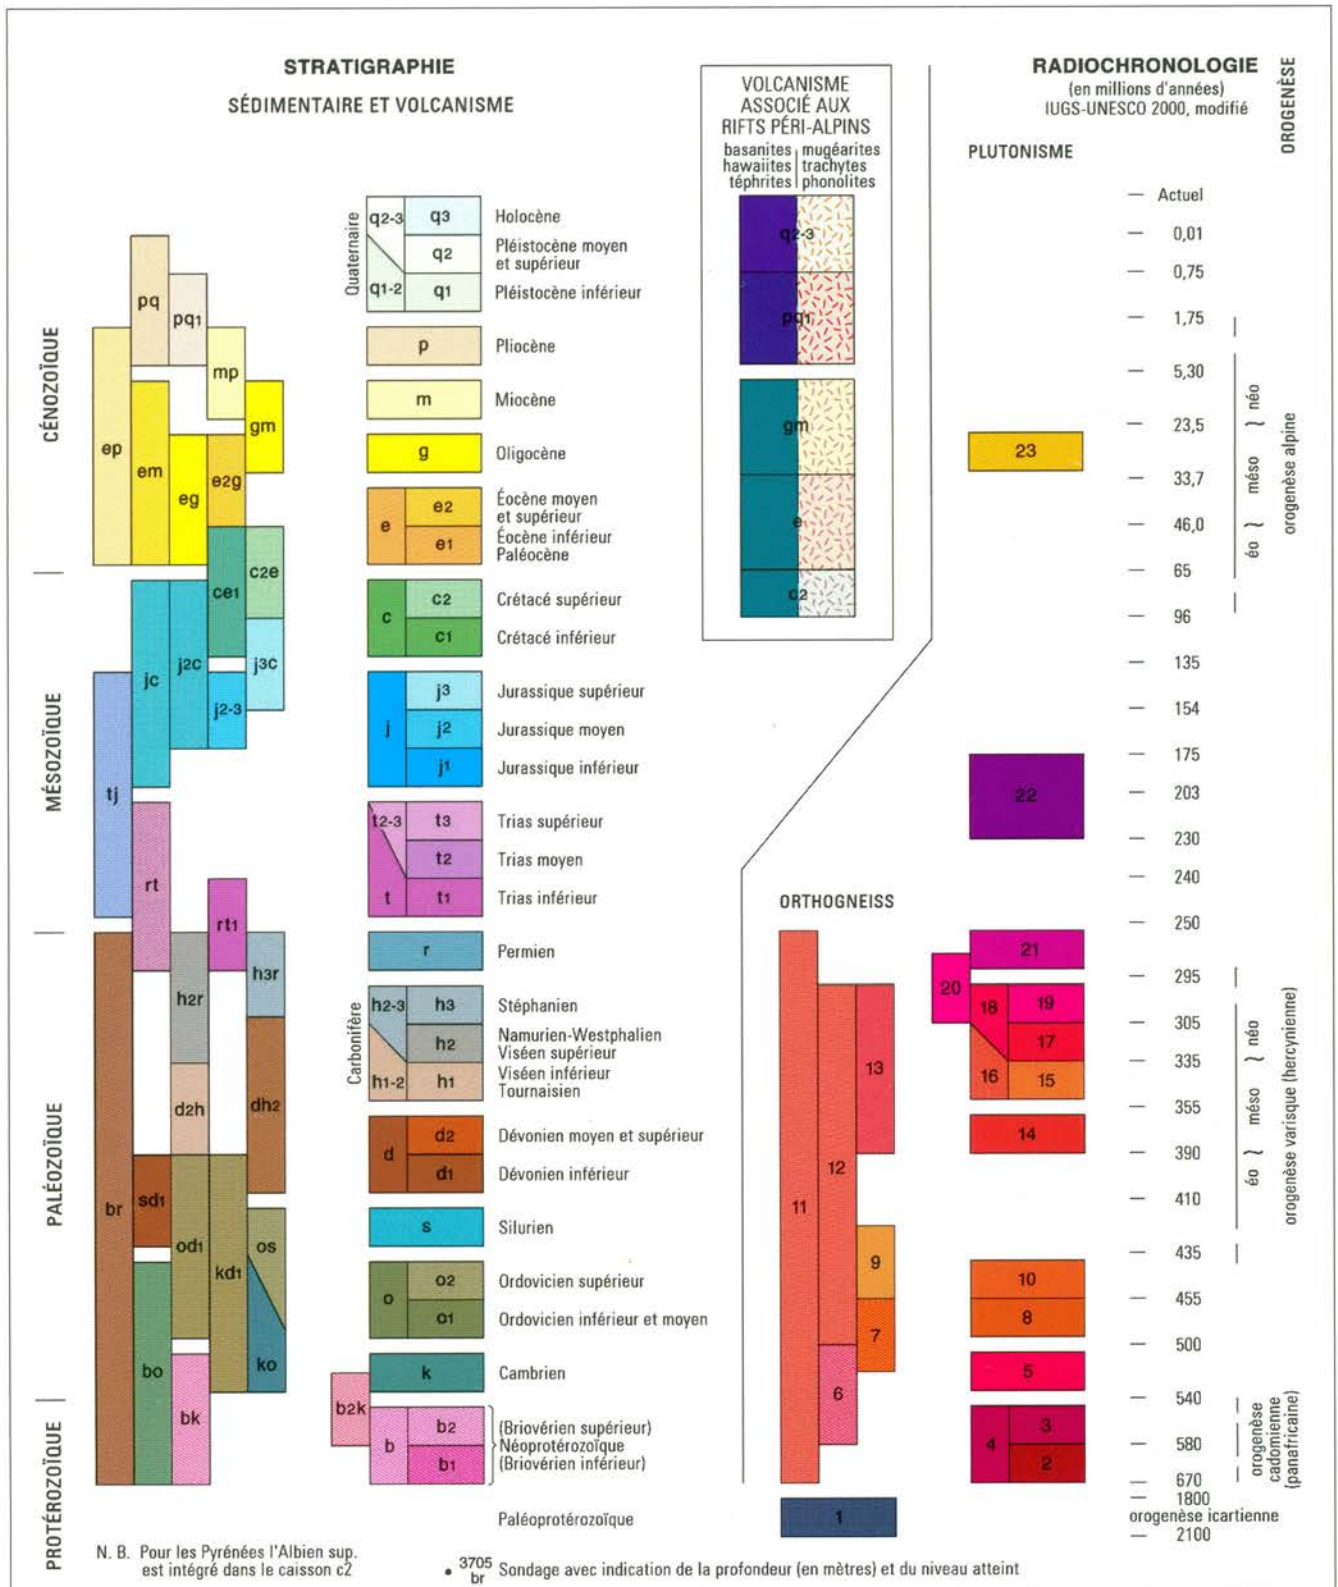 STRATIGRAPHIE
SÉDIMENTAIRE ET VOLCANISME
VOLCANISME
ASSOCIÉ AUX
RIFTS PÉRI-ALPINS
basanites mugéarites
hawaiites trachytes
téphrites phonolites
RADIOCHRONOLOGIE
(en millions d'années)
IUGS-UNESCO 2000, modifié
PLUTONISME
OROGENÈSE
CÉNOZOÏQUE
MÉSOZOÏQUE
PALÉOZOÏQUE
PROTÉROZOÏQUE
ep
pq
pq1
mp
em
eg
e2g
gm
ce1
c2e
jc
j2c
j2-3
j3c
tj
rt
rt1
br
h2r
h3r
d2h
dh2
sd1
od1
kd1
os
ko
bo
bk
Quaternaire
q2-3 q3 Holocène
q2 Pléistocène moyen
et supérieur
q1-2 q1 Pléistocène inférieur
p Pliocène
m Miocène
g Oligocène
e e2 Éocène moyen
et supérieur
e1 Éocène inférieur
Paléocène
c c2 Crétacé supérieur
c1 Crétacé inférieur
j j3 Jurassique supérieur
j2 Jurassique moyen
j1 Jurassique inférieur
t2-3 t3 Trias supérieur
t2 Trias moyen
t t1 Trias inférieur
r Permien
Carbonifère
h2-3 h3 Stéphanien
h2 Namurien-Westphalien
Viséen supérieur
h1-2 h1 Viséen inférieur
Tournaisien
d d2 Dévonien moyen et supérieur
d1 Dévonien inférieur
s Silurien
o o2 Ordovicien supérieur
o1 Ordovicien inférieur et moyen
k Cambrien
b2k
b b2 (Briovérien supérieur)
Néoprotérozoïque
b1 (Briovérien inférieur)
Paléoprotérozoïque
q2-3
pq1
gm
e
c2
ORTHOGNEISS
11
12
13
9
7
6
1
23
22
21
20
18 19
17
16 15
14
10
8
5
4 3
2
Actuel
0,01
0,75
1,75
5,30
23,5
33,7
46,0
65
96
135
154
175
203
230
240
250
295
305
335
355
390
410
435
455
500
540
580
670
1800
orogenèse icartienne
2100
éo ~ méso ~ néo
orogenèse alpine
éo ~ méso ~ néo
orogenèse varisque (hercynienne)
orogenèse
cadomienne
(panafricaine)
N. B. Pour les Pyrénées l'Albien sup.
est intégré dans le caisson c2
• 3705
br Sondage avec indication de la profondeur (en mètres) et du niveau atteint